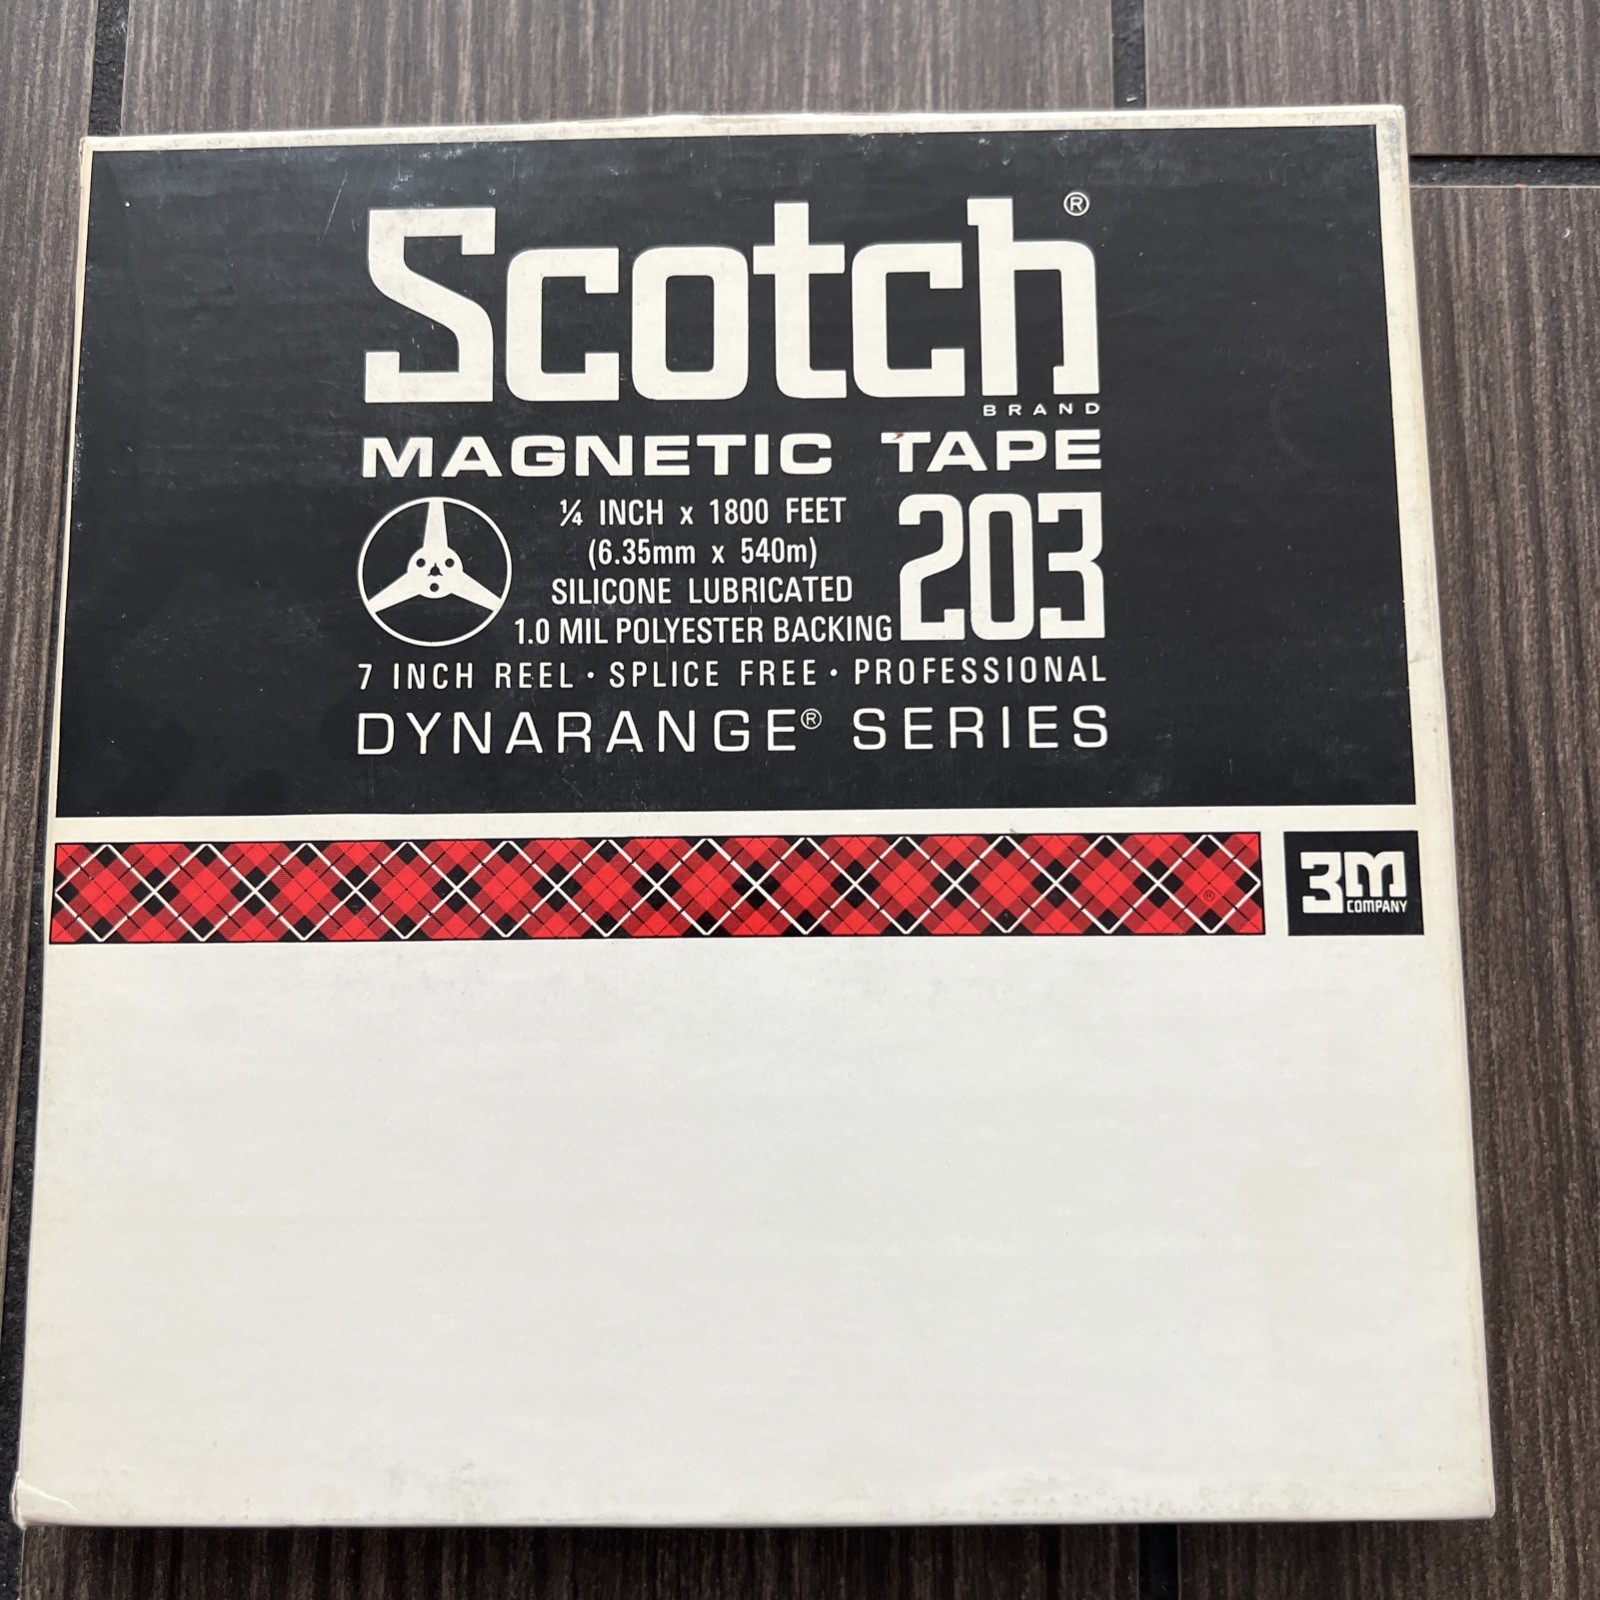 Scotch®
BRAND
MAGNETIC TAPE
¼ INCH x 1800 FEET
(6.35mm x 540m)
SILICONE LUBRICATED
1.0 MIL POLYESTER BACKING
203
7 INCH REEL · SPLICE FREE · PROFESSIONAL
DYNARANGE® SERIES
®
3M
COMPANY